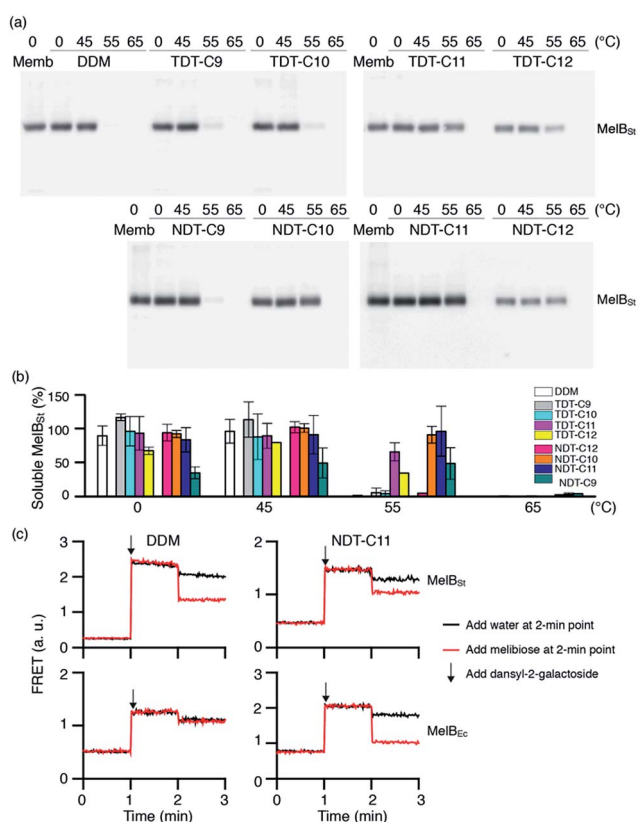 (a)
0 0 45 55 65 0 45 55 65 0 45 55 65 0 0 45 55 65 0 45 55 65 (°C)
Memb DDM TDT-C9 TDT-C10 Memb TDT-C11 TDT-C12
MelBSt
0 0 45 55 65 0 45 55 65 0 0 45 55 65 0 45 55 65 (°C)
Memb NDT-C9 NDT-C10 Memb NDT-C11 NDT-C12
MelBSt
(b)
Soluble MelBSt (%)
150
100
50
0
0 45 55 65 (°C)
DDM
TDT-C9
TDT-C10
TDT-C11
TDT-C12
NDT-C12
NDT-C10
NDT-C11
NDT-C9
(c)
DDM NDT-C11
FRET (a. u.)
3
2
1
0
2
1
0
MelBSt
2
1
0
0 1 2 3
Time (min)
3
2
1
0
0 1 2 3
Time (min)
MelBEc
Add water at 2-min point
Add melibiose at 2-min point
Add dansyl-2-galactoside